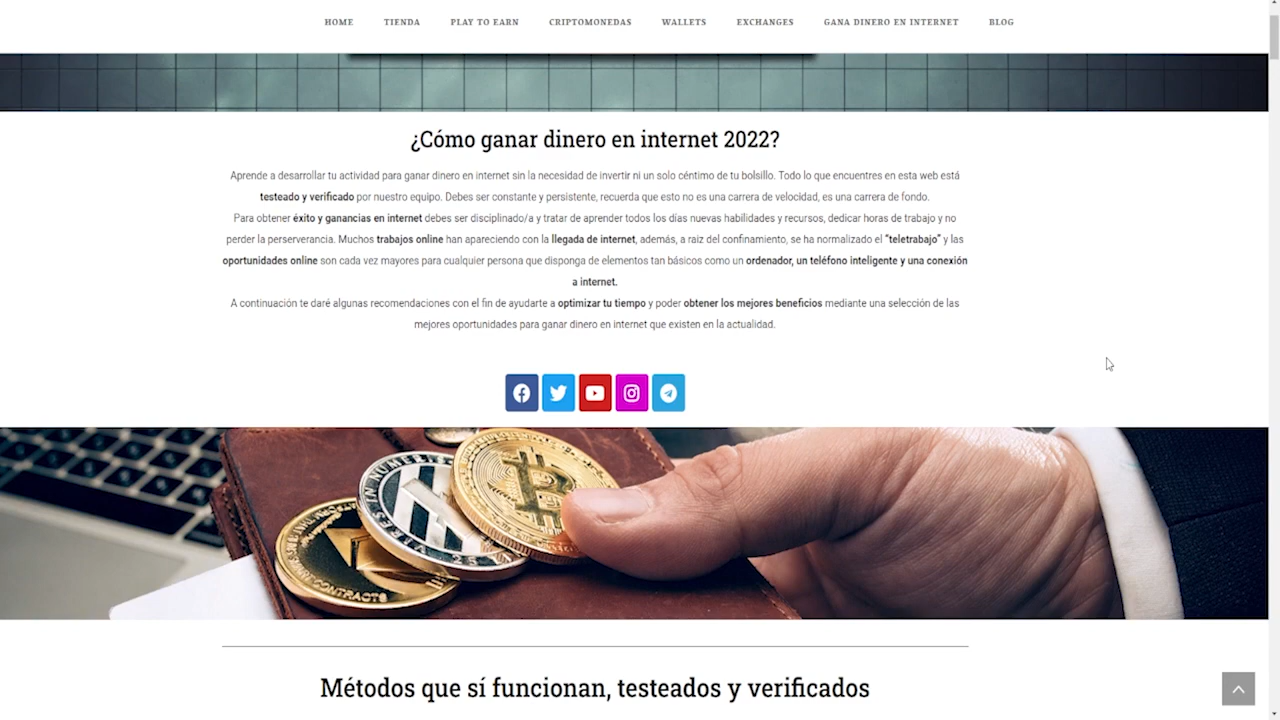 HOME TIENDA PLAY TO EARN CRIPTOMONEDAS WALLETS EXCHANGES GANA DINERO EN INTERNET BLOG
¿Cómo ganar dinero en internet 2022?
Aprende a desarrollar tu actividad para ganar dinero en internet sin la necesidad de invertir ni un solo céntimo de tu bolsillo. Todo lo que encuentres en esta web está
testeado y verificado por nuestro equipo. Debes ser constante y persistente, recuerda que esto no es una carrera de velocidad, es una carrera de fondo.
Para obtener éxito y ganancias en internet debes ser disciplinado/a y tratar de aprender todos los días nuevas habilidades y recursos, dedicar horas de trabajo y no
perder la perseverancia. Muchos trabajos online han apareciendo con la llegada de internet, además, a raiz del confinamiento, se ha normalizado el “teletrabajo” y las
oportunidades online son cada vez mayores para cualquier persona que disponga de elementos tan básicos como un ordenador, un teléfono inteligente y una conexión
a internet.
A continuación te daré algunas recomendaciones con el fin de ayudarte a optimizar tu tiempo y poder obtener los mejores beneficios mediante una selección de las
mejores oportunidades para ganar dinero en internet que existen en la actualidad.
CONTRACTS
VIRES IN NUMERIS
25
Métodos que sí funcionan, testeados y verificados